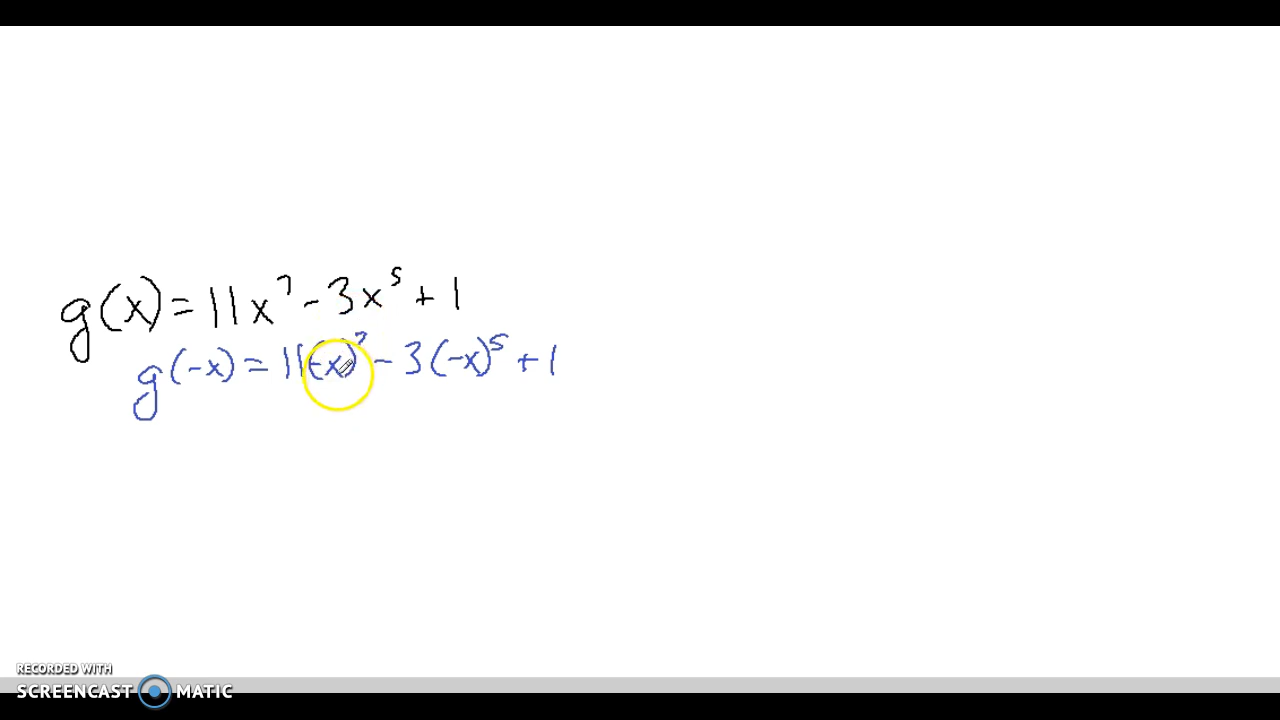 g(x) = 11x⁷ - 3x⁵ + 1
g(-x) = 11(-x)⁷ - 3(-x)⁵ + 1
RECORDED WITH
SCREENCAST MATIC